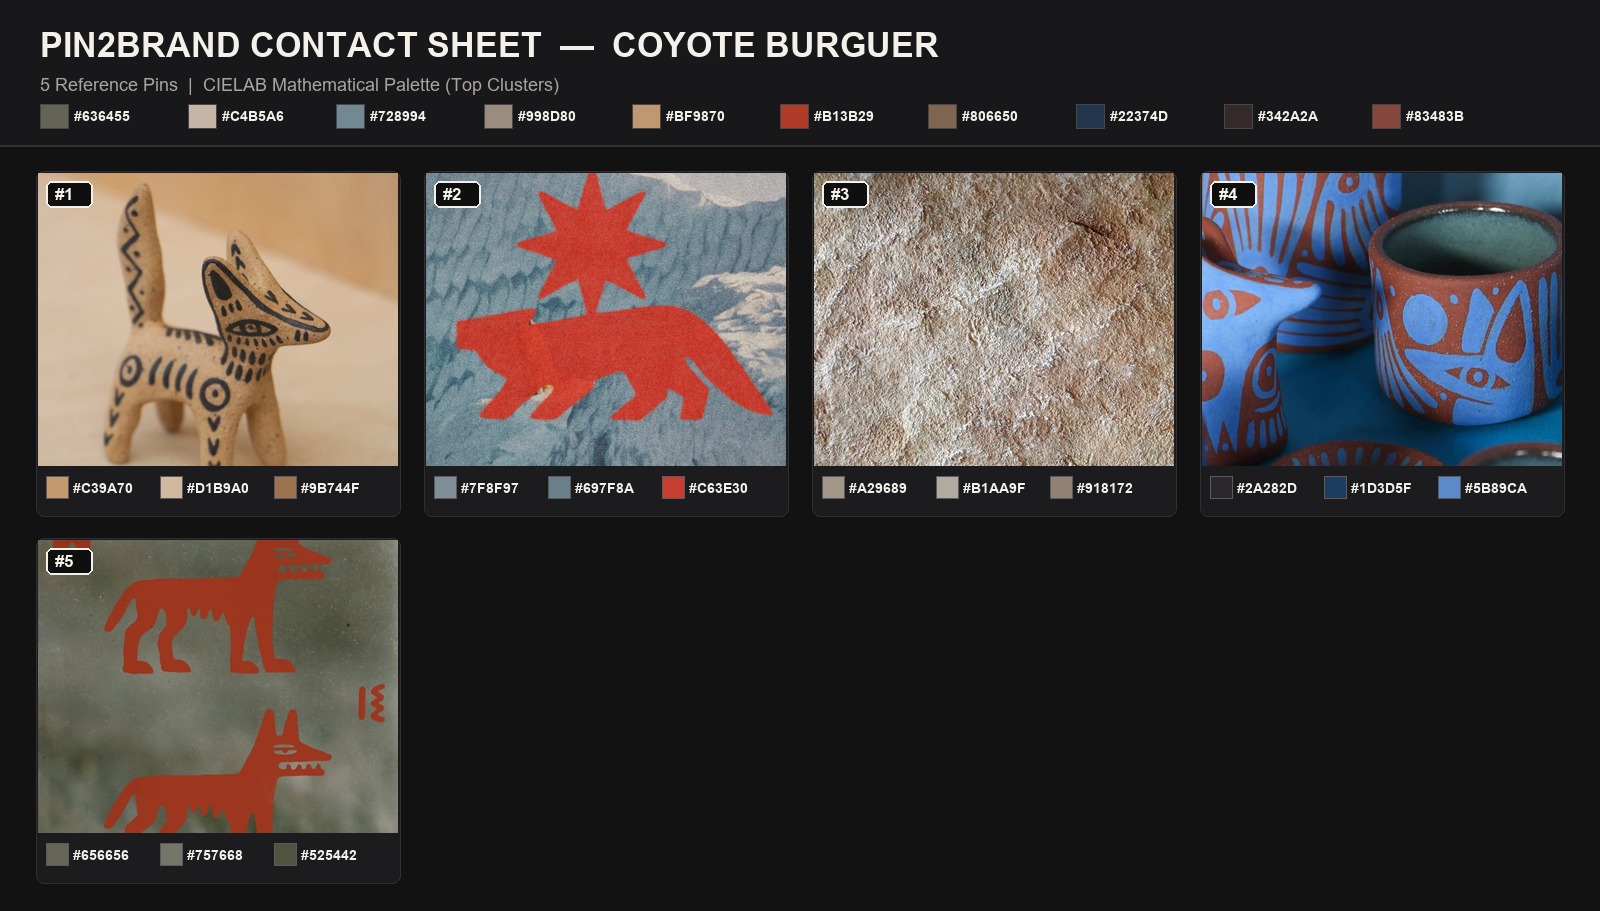 PIN2BRAND CONTACT SHEET — COYOTE BURGUER
5 Reference Pins | CIELAB Mathematical Palette (Top Clusters)
#636455 #C4B5A6 #728994 #998D80 #BF9870 #B13B29 #806650 #22374D #342A2A #83483B
#1 #2 #3 #4
#C39A70 #D1B9A0 #9B744F #7F8F97 #697F8A #C63E30 #A29689 #B1AA9F #918172 #2A282D #1D3D5F #5B89CA
#5
#656656 #757668 #525442